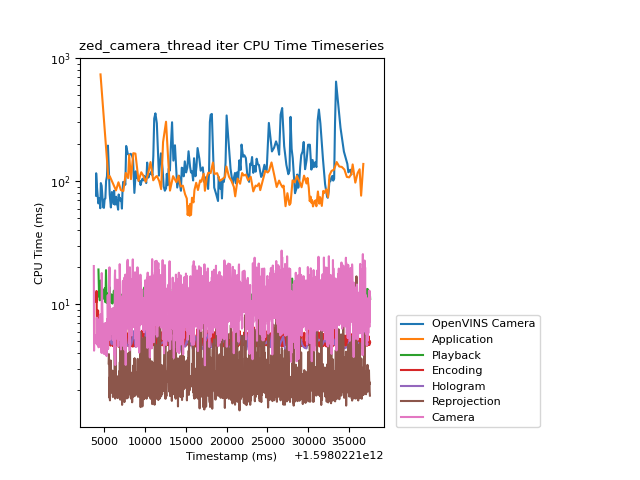 zed_camera_thread iter CPU Time Timeseries
10³
10²
10¹
CPU Time (ms)
5000 10000 15000 20000 25000 30000 35000
Timestamp (ms) +1.5980221e12
OpenVINS Camera
Application
Playback
Encoding
Hologram
Reprojection
Camera